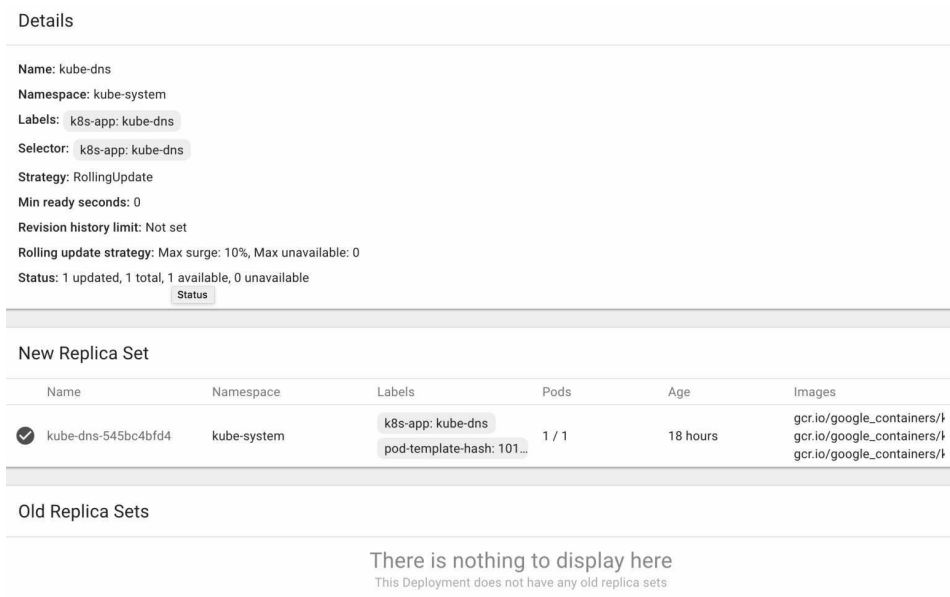 Details
Name: kube-dns
Namespace: kube-system
Labels: k8s-app: kube-dns
Selector: k8s-app: kube-dns
Strategy: RollingUpdate
Min ready seconds: 0
Revision history limit: Not set
Rolling update strategy: Max surge: 10%, Max unavailable: 0
Status: 1 updated, 1 total, 1 available, 0 unavailable
Status
New Replica Set
Name Namespace Labels Pods Age Images
kube-dns-545bc4bfd4 kube-system k8s-app: kube-dns 1 / 1 18 hours gcr.io/google_containers/
pod-template-hash: 101... gcr.io/google_containers/
gcr.io/google_containers/
Old Replica Sets
There is nothing to display here
This Deployment does not have any old replica sets